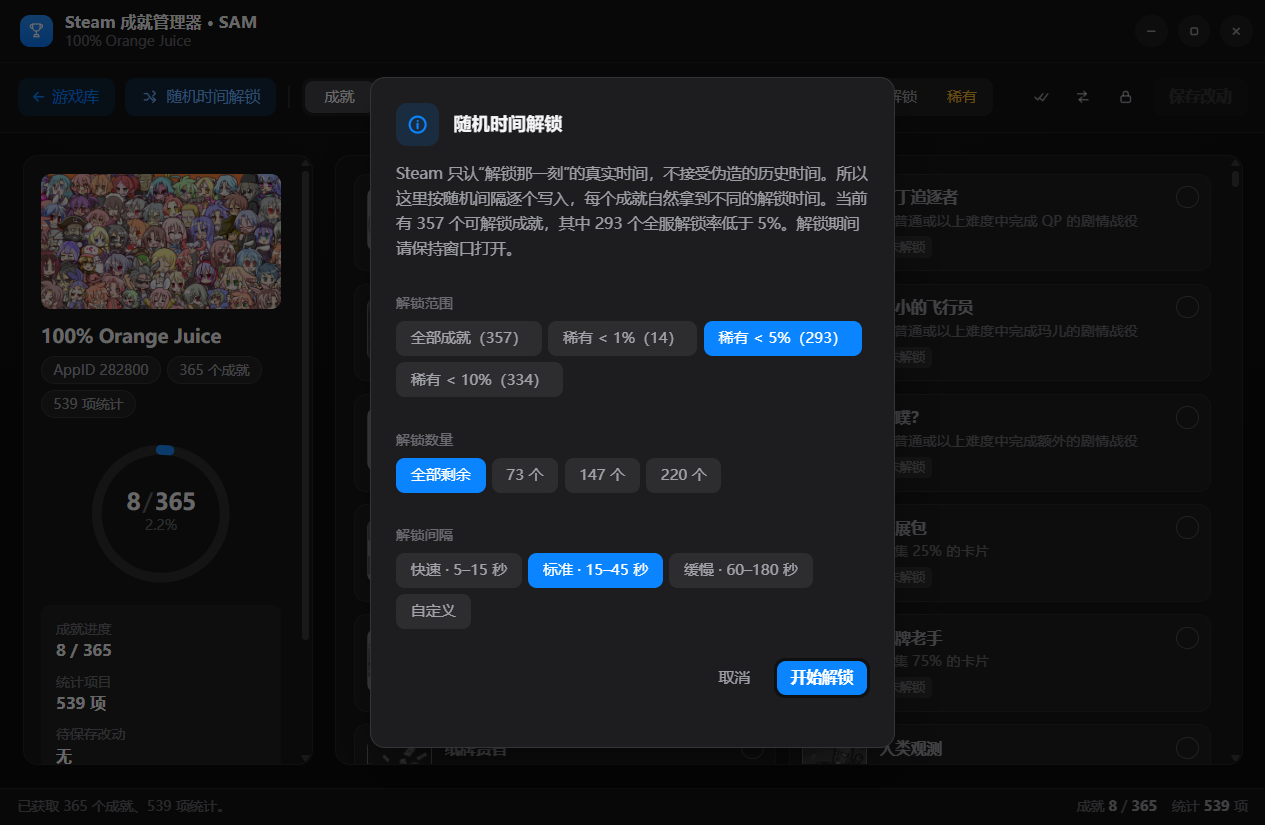 Steam 成就管理器 • SAM
100% Orange Juice
← 游戏库
随机时间解锁
成就
解锁
稀有
保存改动
随机时间解锁
Steam 只认“解锁那一刻”的真实时间，不接受伪造的历史时间。所以
这里按随机间隔逐个写入，每个成就自然拿到不同的解锁时间。当前
有 357 个可解锁成就，其中 293 个全服解锁率低于 5%。解锁期间
请保持窗口打开。
解锁范围
全部成就（357）
稀有 < 1%（14）
稀有 < 5%（293）
稀有 < 10%（334）
解锁数量
全部剩余
73 个
147 个
220 个
解锁间隔
快速 · 5–15 秒
标准 · 15–45 秒
缓慢 · 60–180 秒
自定义
取消
开始解锁
100% Orange Juice
AppID 282800
365 个成就
539 项统计
8/365
2.2%
成就进度
8 / 365
统计项目
539 项
待保存改动
无
丁追逐者
普通或以上难度中完成 QP 的剧情战役
未解锁
小的飞行员
普通或以上难度中完成玛儿的剧情战役
未解锁
噗?
普通或以上难度中完成额外的剧情战役
未解锁
展包
集 25% 的卡片
未解锁
牌老手
集 75% 的卡片
未解锁
人类观测
已获取 365 个成就、539 项统计。
成就 8 / 365
统计 539 项